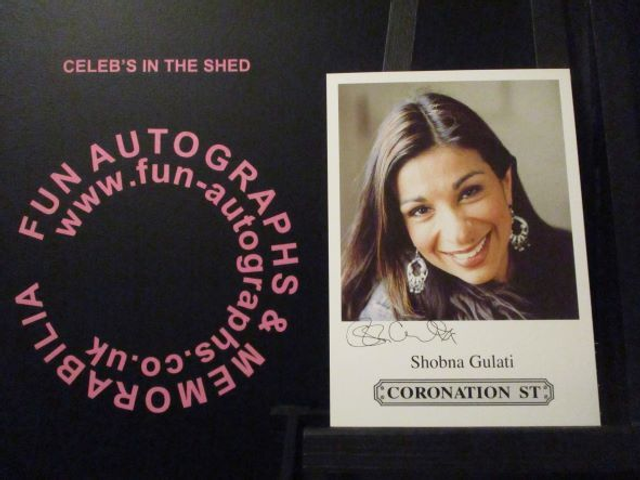 CELEB'S IN THE SHED
FUN AUTOGRAPHS & MEMORABILIA
www.fun-autographs.co.uk
Shobna Gulati
CORONATION ST